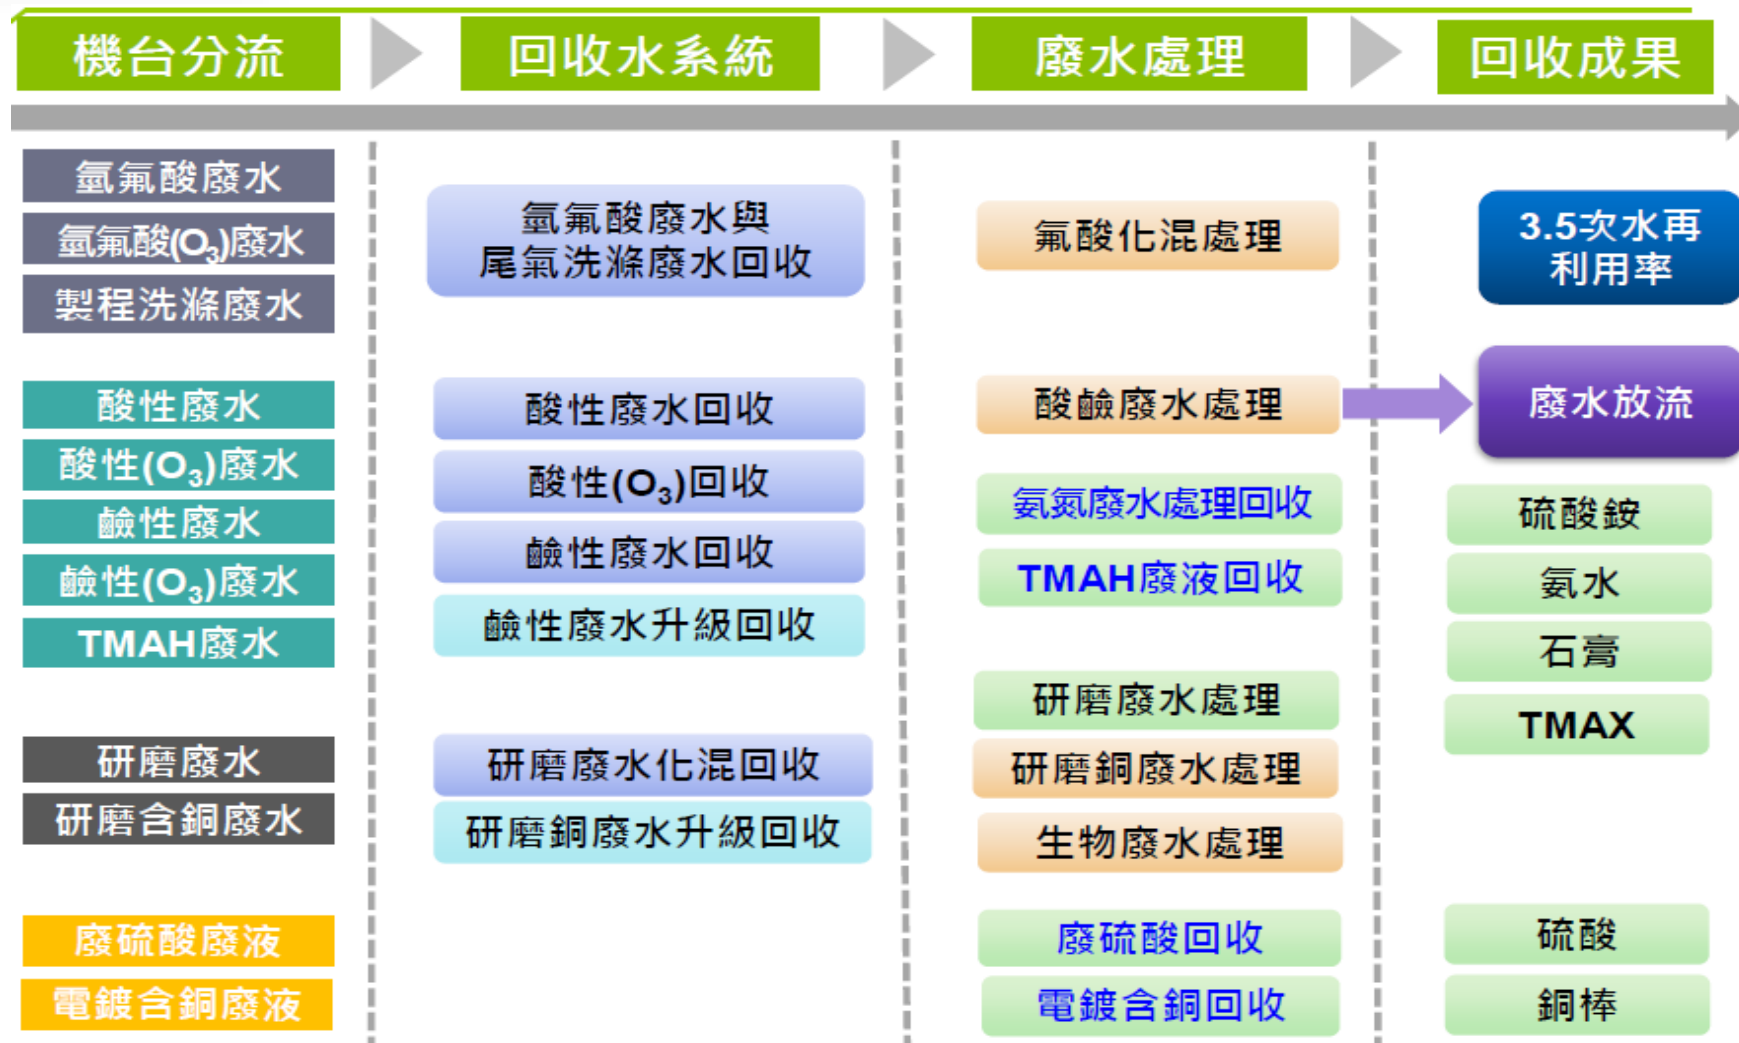 機台分流
回收水系統
廢水處理
回收成果
氫氟酸廢水
氫氟酸(O₃)廢水
製程洗滌廢水
酸性廢水
酸性(O₃)廢水
鹼性廢水
鹼性(O₃)廢水
TMAH廢水
研磨廢水
研磨含銅廢水
廢硫酸廢液
電鍍含銅廢液
氫氟酸廢水與
尾氣洗滌廢水回收
酸性廢水回收
酸性(O₃)回收
鹼性廢水回收
鹼性廢水升級回收
研磨廢水化混回收
研磨銅廢水升級回收
氟酸化混處理
酸鹼廢水處理
氨氮廢水處理回收
TMAH廢液回收
研磨廢水處理
研磨銅廢水處理
生物廢水處理
廢硫酸回收
電鍍含銅回收
3.5次水再
利用率
廢水放流
硫酸銨
氨水
石膏
TMAX
硫酸
銅棒